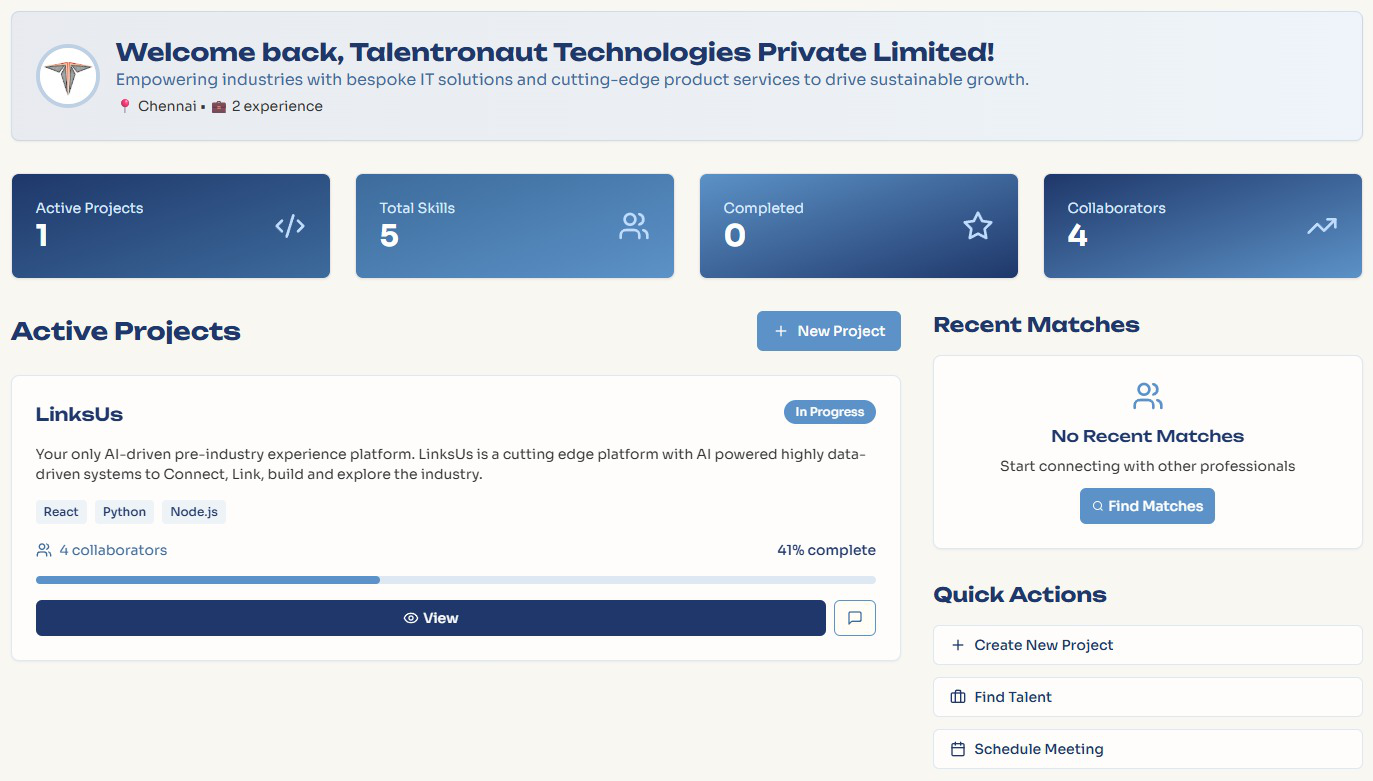 Welcome back, Talentronaut Technologies Private Limited!
Empowering industries with bespoke IT solutions and cutting-edge product services to drive sustainable growth.
📍 Chennai • 💼 2 experience
Active Projects
1
Total Skills
5
Completed
0
Collaborators
4
Active Projects
+ New Project
LinksUs
In Progress
Your only AI-driven pre-industry experience platform. LinksUs is a cutting edge platform with AI powered highly data-
driven systems to Connect, Link, build and explore the industry.
React Python Node.js
4 collaborators
41% complete
View
Recent Matches
No Recent Matches
Start connecting with other professionals
Find Matches
Quick Actions
+ Create New Project
Find Talent
Schedule Meeting